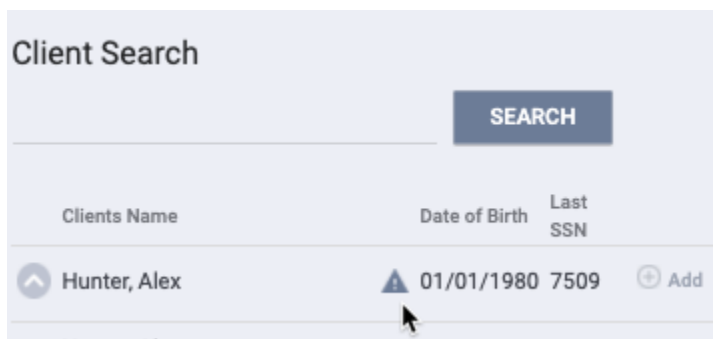 Client Search
SEARCH
Clients Name Date of Birth Last SSN
Hunter, Alex 01/01/1980 7509 Add